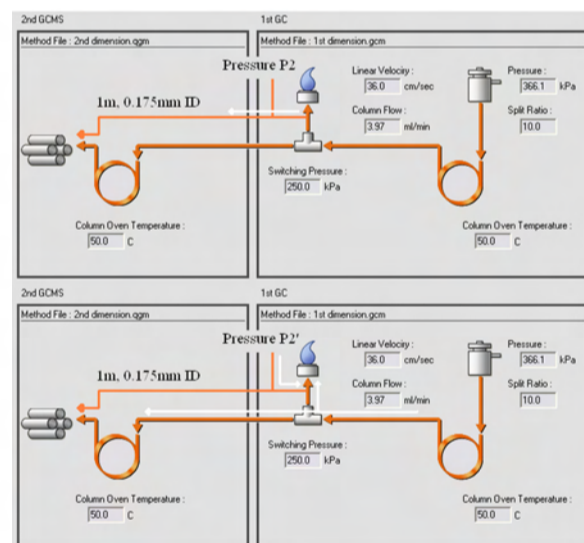 2nd GCMS
1st GC
Method File : 2nd dimension.qgm
Method File : 1st dimension.gcm
Pressure P2
Linear Velociry :
36.0 cm/sec
Pressure :
366.1 kPa
1m, 0.175mm ID
Column Flow :
3.97 ml/min
Split Ratio :
10.0
Switching Pressure :
250.0 kPa
Column Oven Temperature :
50.0 C
Column Oven Temperature :
50.0 C
2nd GCMS
1st GC
Method File : 2nd dimension.qgm
Method File : 1st dimension.gcm
Pressure P2'
Linear Velociry :
36.0 cm/sec
Pressure :
366.1 kPa
1m, 0.175mm ID
Column Flow :
3.97 ml/min
Split Ratio :
10.0
Switching Pressure :
250.0 kPa
Column Oven Temperature :
50.0 C
Column Oven Temperature :
50.0 C